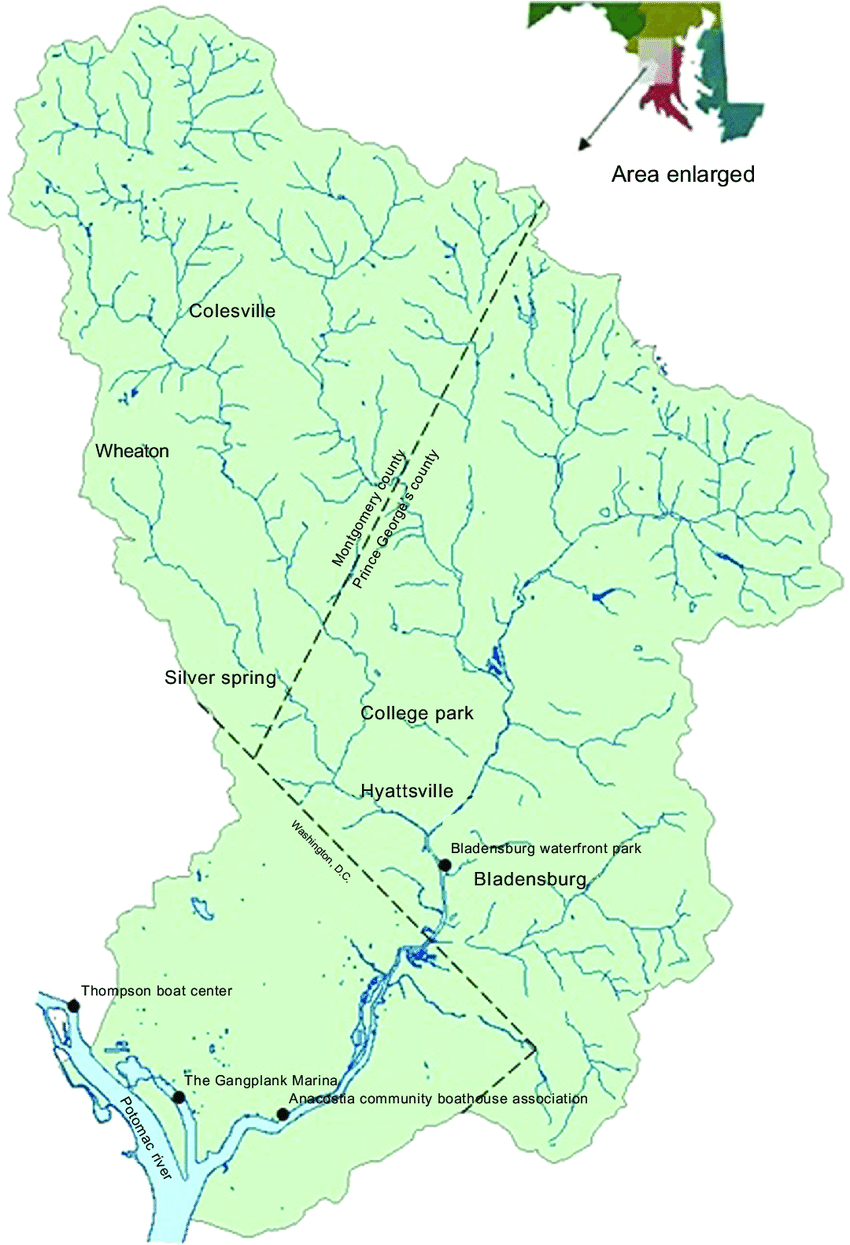 Area enlarged
Colesville
Wheaton
Montgomery county
Prince George's county
Silver spring
College park
Hyattsville
Washington, D.C.
Bladensburg waterfront park
Bladensburg
Thompson boat center
The Gangplank Marina
Anacostia community boathouse association
Potomac river